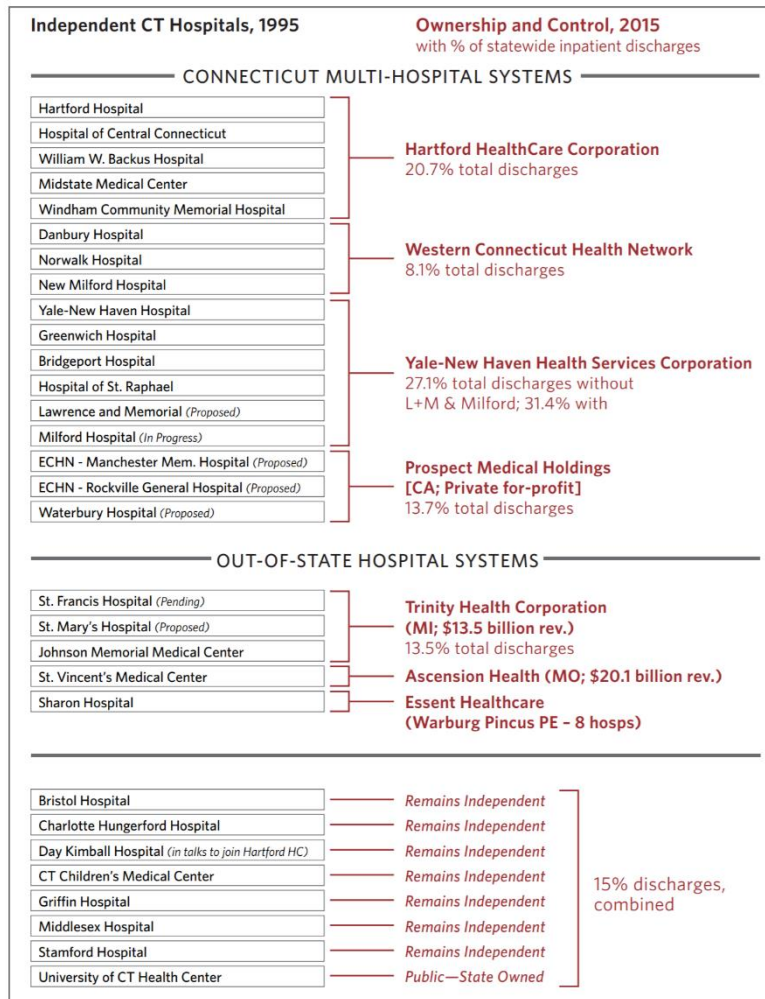 Independent CT Hospitals, 1995
Ownership and Control, 2015
with % of statewide inpatient discharges
CONNECTICUT MULTI-HOSPITAL SYSTEMS
Hartford Hospital
Hospital of Central Connecticut
William W. Backus Hospital
Midstate Medical Center
Windham Community Memorial Hospital
Hartford HealthCare Corporation
20.7% total discharges
Danbury Hospital
Norwalk Hospital
New Milford Hospital
Western Connecticut Health Network
8.1% total discharges
Yale-New Haven Hospital
Greenwich Hospital
Bridgeport Hospital
Hospital of St. Raphael
Lawrence and Memorial (Proposed)
Milford Hospital (In Progress)
Yale-New Haven Health Services Corporation
27.1% total discharges without
L+M & Milford; 31.4% with
ECHN - Manchester Mem. Hospital (Proposed)
ECHN - Rockville General Hospital (Proposed)
Waterbury Hospital (Proposed)
Prospect Medical Holdings
[CA; Private for-profit]
13.7% total discharges
OUT-OF-STATE HOSPITAL SYSTEMS
St. Francis Hospital (Pending)
St. Mary's Hospital (Proposed)
Johnson Memorial Medical Center
Trinity Health Corporation
(MI; $13.5 billion rev.)
13.5% total discharges
St. Vincent's Medical Center
Ascension Health (MO; $20.1 billion rev.)
Sharon Hospital
Essent Healthcare
(Warburg Pincus PE – 8 hosps)
Bristol Hospital
Remains Independent
Charlotte Hungerford Hospital
Remains Independent
Day Kimball Hospital (in talks to join Hartford HC)
Remains Independent
CT Children's Medical Center
Remains Independent
Griffin Hospital
Remains Independent
Middlesex Hospital
Remains Independent
Stamford Hospital
Remains Independent
University of CT Health Center
Public—State Owned
15% discharges,
combined